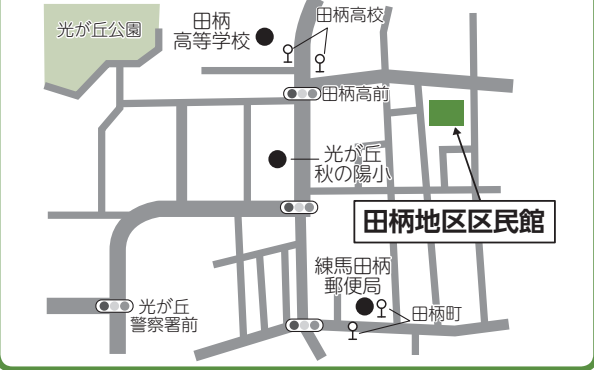 光が丘公園
田柄
高等学校
田柄高校
田柄高前
光が丘
秋の陽小
田柄地区区民館
練馬田柄
郵便局
田柄町
光が丘
警察署前